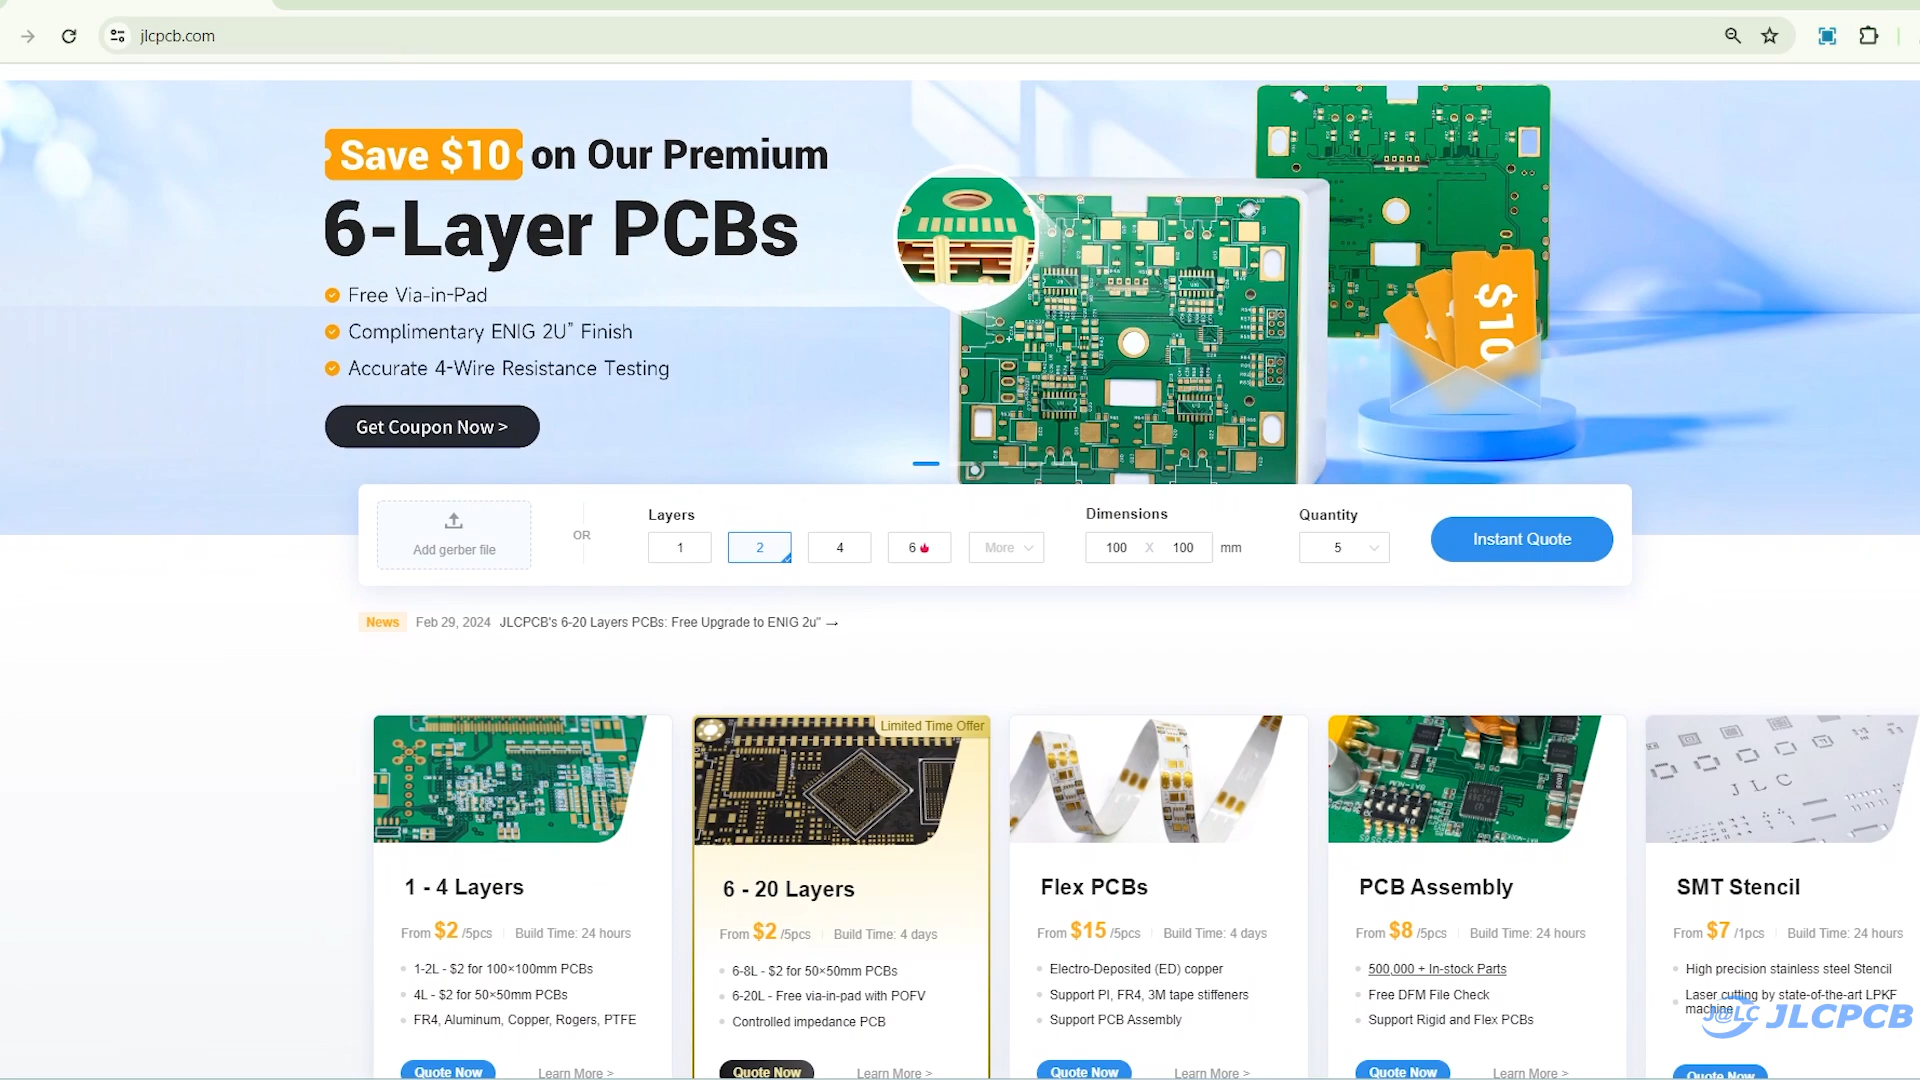 jlcpcb.com
Save $10 on Our Premium
6-Layer PCBs
Free Via-in-Pad
Complimentary ENIG 2U" Finish
Accurate 4-Wire Resistance Testing
Get Coupon Now >
$10
Add gerber file
OR
Layers
1 2 4 6 More
Dimensions
100 X 100 mm
Quantity
5
Instant Quote
News Feb 29, 2024 JLCPCB's 6-20 Layers PCBs: Free Upgrade to ENIG 2u" →
1 - 4 Layers
From $2 /5pcs Build Time: 24 hours
1-2L - $2 for 100×100mm PCBs
4L - $2 for 50×50mm PCBs
FR4, Aluminum, Copper, Rogers, PTFE
Quote Now Learn More >
Limited Time Offer
6 - 20 Layers
From $2 /5pcs Build Time: 4 days
6-8L - $2 for 50×50mm PCBs
6-20L - Free via-in-pad with POFV
Controlled impedance PCB
Quote Now Learn More >
Flex PCBs
From $15 /5pcs Build Time: 4 days
Electro-Deposited (ED) copper
Support PI, FR4, 3M tape stiffeners
Support PCB Assembly
Quote Now Learn More >
PCB Assembly
From $8 /5pcs Build Time: 24 hours
500,000 + In-stock Parts
Free DFM File Check
Support Rigid and Flex PCBs
Quote Now Learn More >
J L C
SMT Stencil
From $7 /1pcs Build Time: 24 hours
High precision stainless steel Stencil
Laser cutting by state-of-the-art LPKF
machine
Quote Now
J@LC JLCPCB